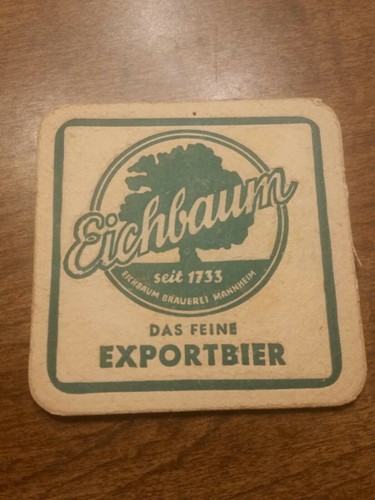 Eichbaum
seit 1733
EICHBAUM BRAUEREI MANNHEIM
DAS FEINE
EXPORTBIER